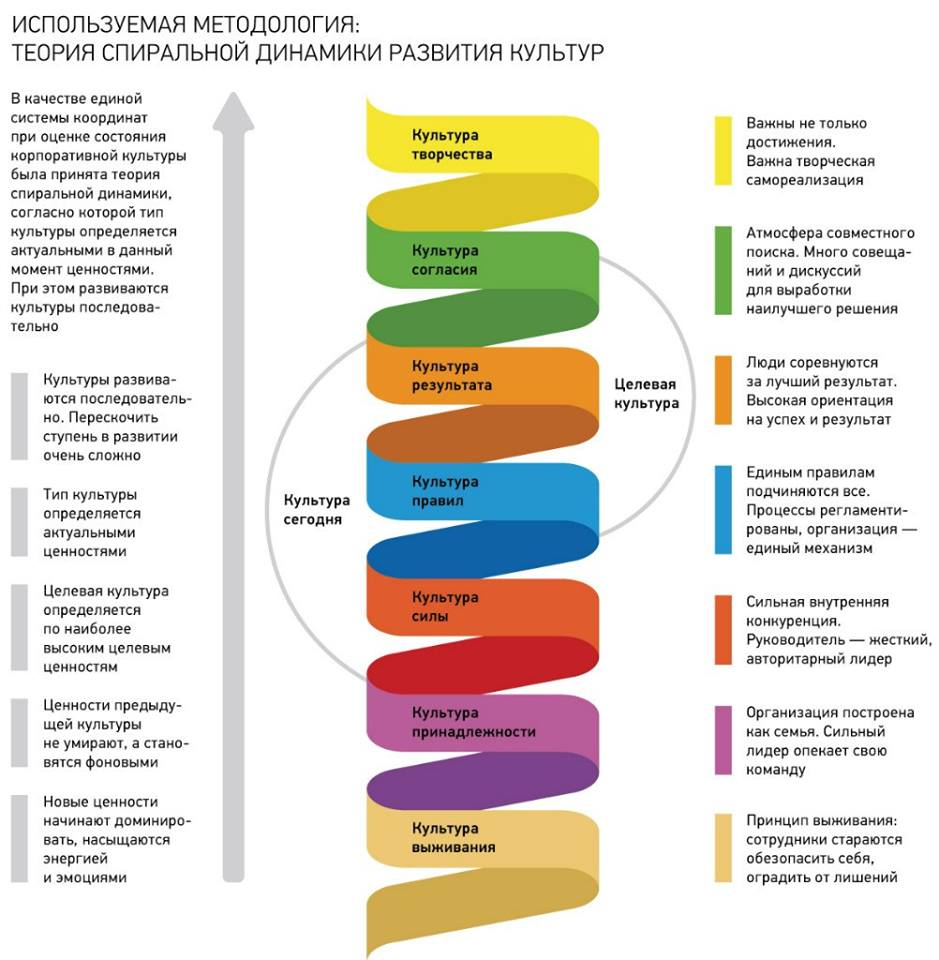 ИСПОЛЬЗУЕМАЯ МЕТОДОЛОГИЯ:
ТЕОРИЯ СПИРАЛЬНОЙ ДИНАМИКИ РАЗВИТИЯ КУЛЬТУР
В качестве единой
системы координат
при оценке состояния
корпоративной культуры
была принята теория
спиральной динамики,
согласно которой тип
культуры определяется
актуальными в данный
момент ценностями.
При этом развиваются
культуры последова-
тельно
Культуры развива-
ются последователь-
но. Перескочить
ступень в развитии
очень сложно
Тип культуры
определяется
актуальными
ценностями
Целевая культура
определяется
по наиболее
высоким целевым
ценностям
Ценности предыду-
щей культуры
не умирают, а стано-
вятся фоновыми
Новые ценности
начинают доминиро-
вать, насыщаются
энергией
и эмоциями
Культура
творчества
Культура
согласия
Культура
результата
Культура
правил
Культура
силы
Культура
принадлежности
Культура
выживания
Культура
сегодня
Целевая
культура
Важны не только
достижения.
Важна творческая
самореализация
Атмосфера совместного
поиска. Много совеща-
ний и дискуссий
для выработки
наилучшего решения
Люди соревнуются
за лучший результат.
Высокая ориентация
на успех и результат
Единым правилам
подчиняются все.
Процессы регламенти-
рованы, организация —
единый механизм
Сильная внутренняя
конкуренция.
Руководитель — жесткий,
авторитарный лидер
Организация построена
как семья. Сильный
лидер опекает свою
команду
Принцип выживания:
сотрудники стараются
обезопасить себя,
оградить от лишений